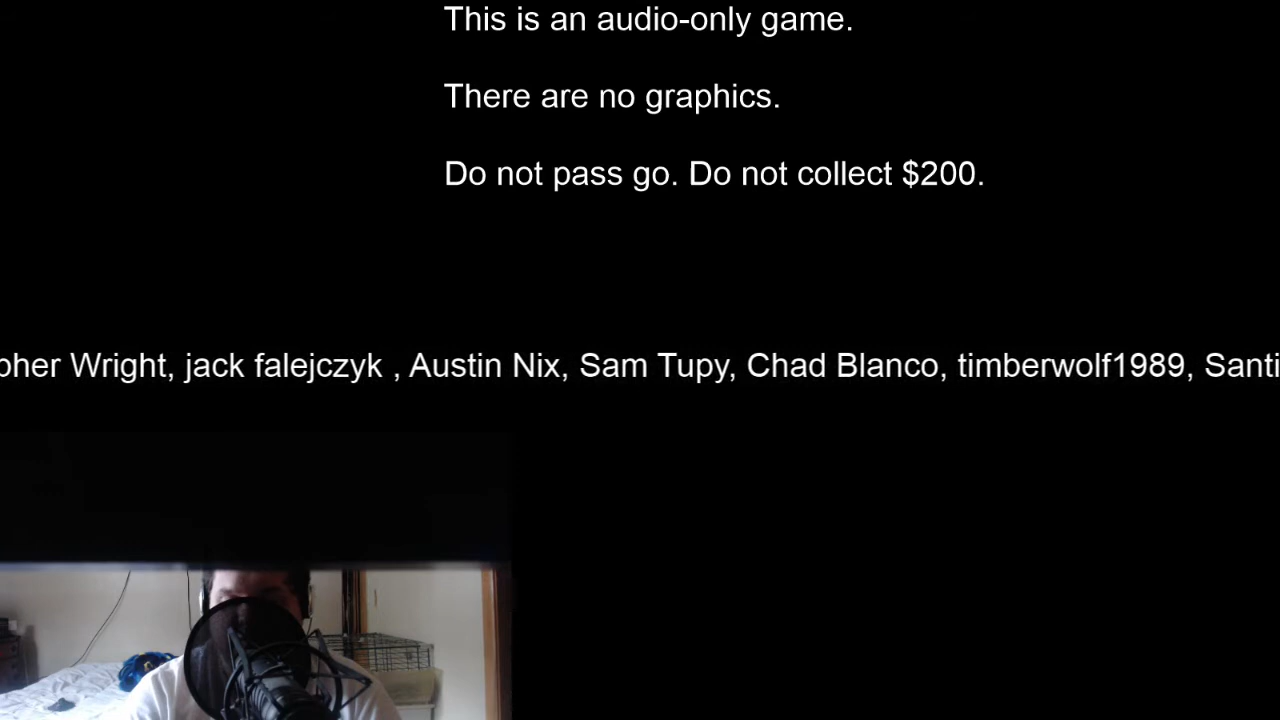 This is an audio-only game.
There are no graphics.
Do not pass go. Do not collect $200.
pher Wright, jack falejczyk , Austin Nix, Sam Tupy, Chad Blanco, timberwolf1989, Santi